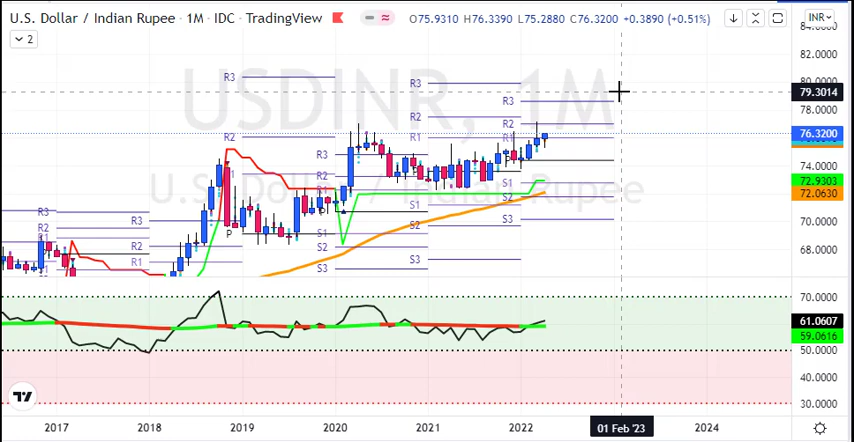 U.S. Dollar / Indian Rupee · 1M · IDC · TradingView O75.9310 H76.3390 L75.2880 C76.3200 +0.3890 (+0.51%) INR
2
USDINR, 1M
U.S. Dollar / Indian Rupee
84.0000
82.0000
80.0000
79.3014
78.0000
76.3200
74.0000
72.9303
72.0630
70.0000
68.0000
R3
R2
R1
P
R3
R2
R1
R3
R2
P
S1
S2
S3
R3
R2
R1
P
S1
S2
S3
R3
R2
R1
P
S1
S2
S3
70.0000
61.0607
59.0616
50.0000
40.0000
30.0000
2017 2018 2019 2020 2021 2022 01 Feb '23 2024